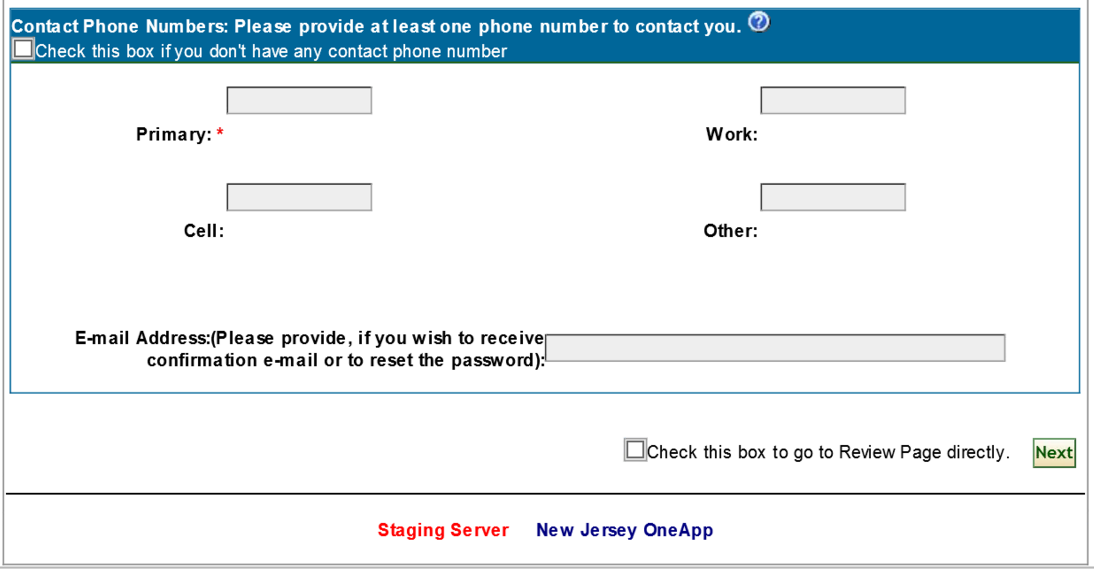 Contact Phone Numbers: Please provide at least one phone number to contact you. ?
Check this box if you don't have any contact phone number
Primary: * Work:
Cell: Other:
E-mail Address:(Please provide, if you wish to receive
confirmation e-mail or to reset the password):
Check this box to go to Review Page directly. Next
Staging Server New Jersey OneApp